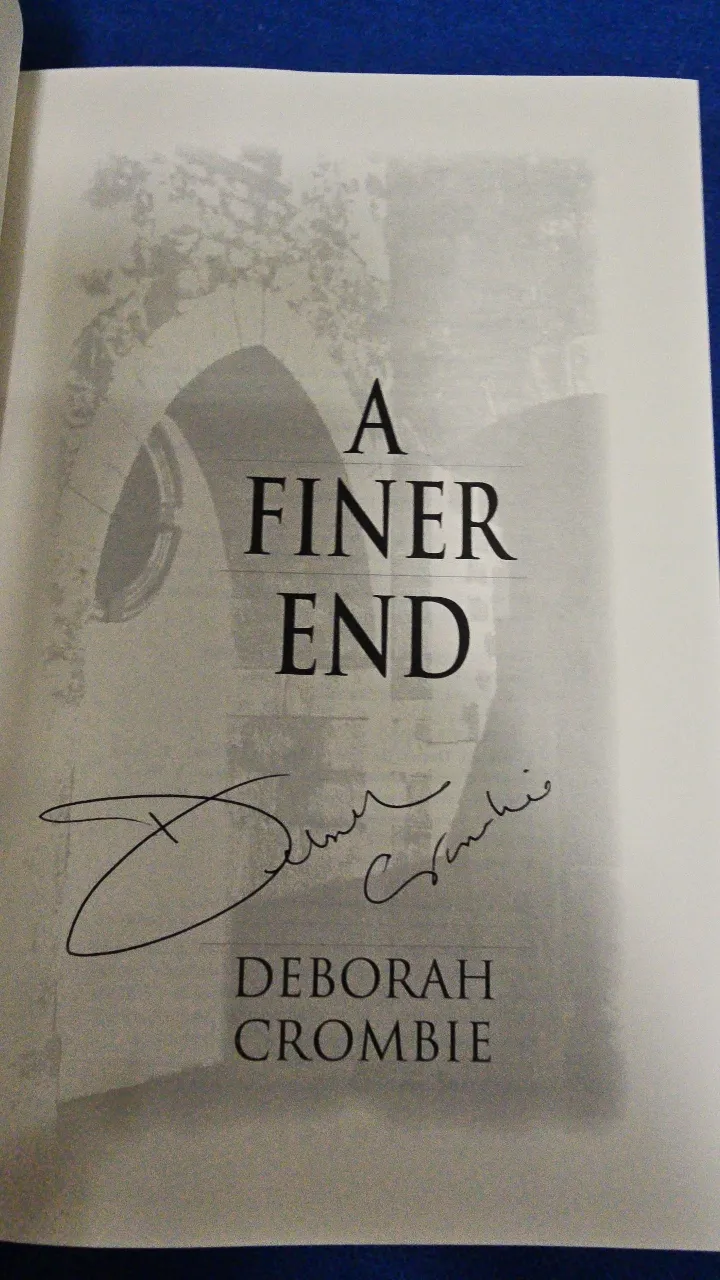 A
FINER
END
Deborah Crombie
DEBORAH
CROMBIE